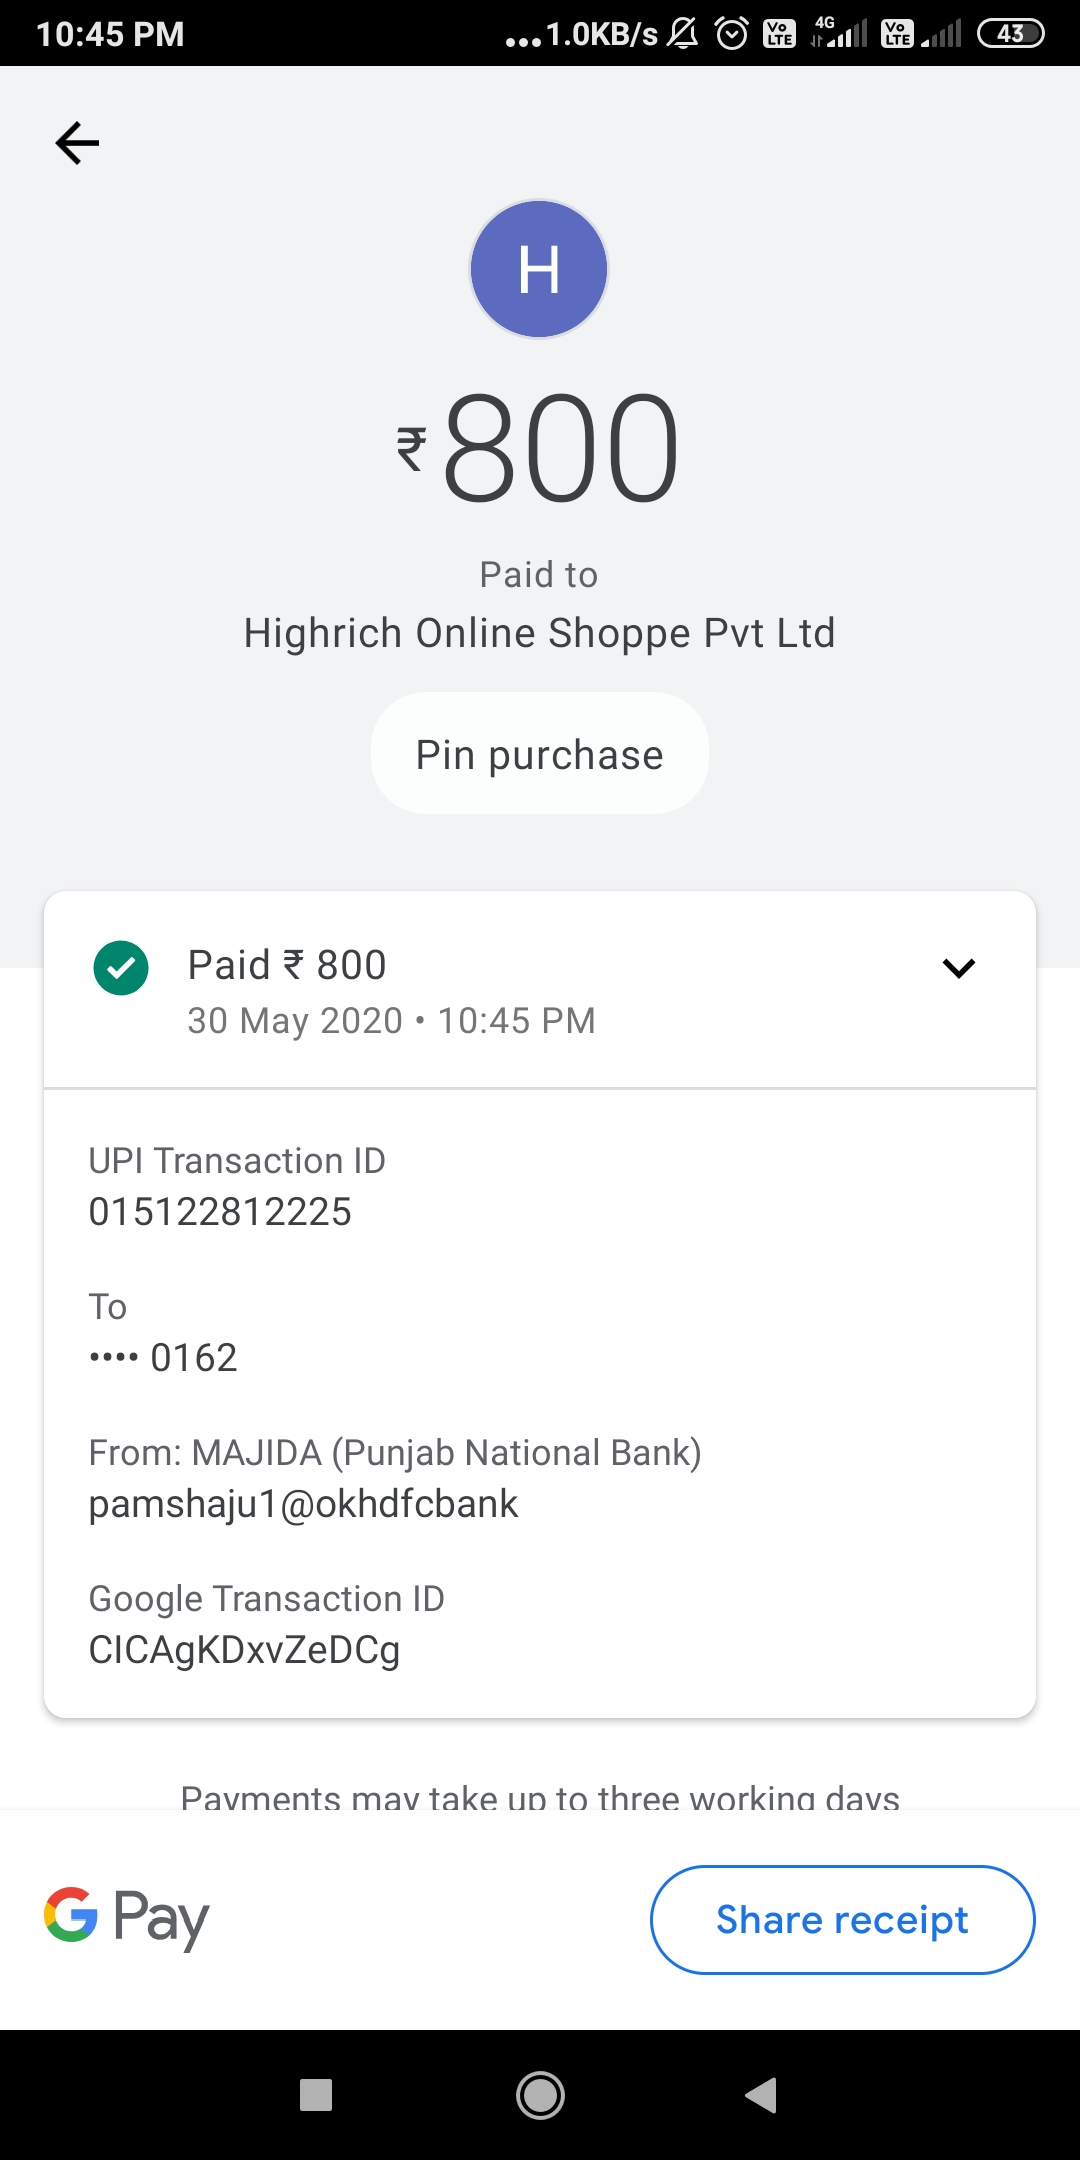 10:45 PM ...1.0KB/s Vo LTE 4G Vo LTE 43
H
₹800
Paid to
Highrich Online Shoppe Pvt Ltd
Pin purchase
Paid ₹ 800
30 May 2020 • 10:45 PM
UPI Transaction ID
015122812225
To
•••• 0162
From: MAJIDA (Punjab National Bank)
pamshaju1@okhdfcbank
Google Transaction ID
CICAgKDxvZeDCg
Payments may take up to three working days
G Pay
Share receipt